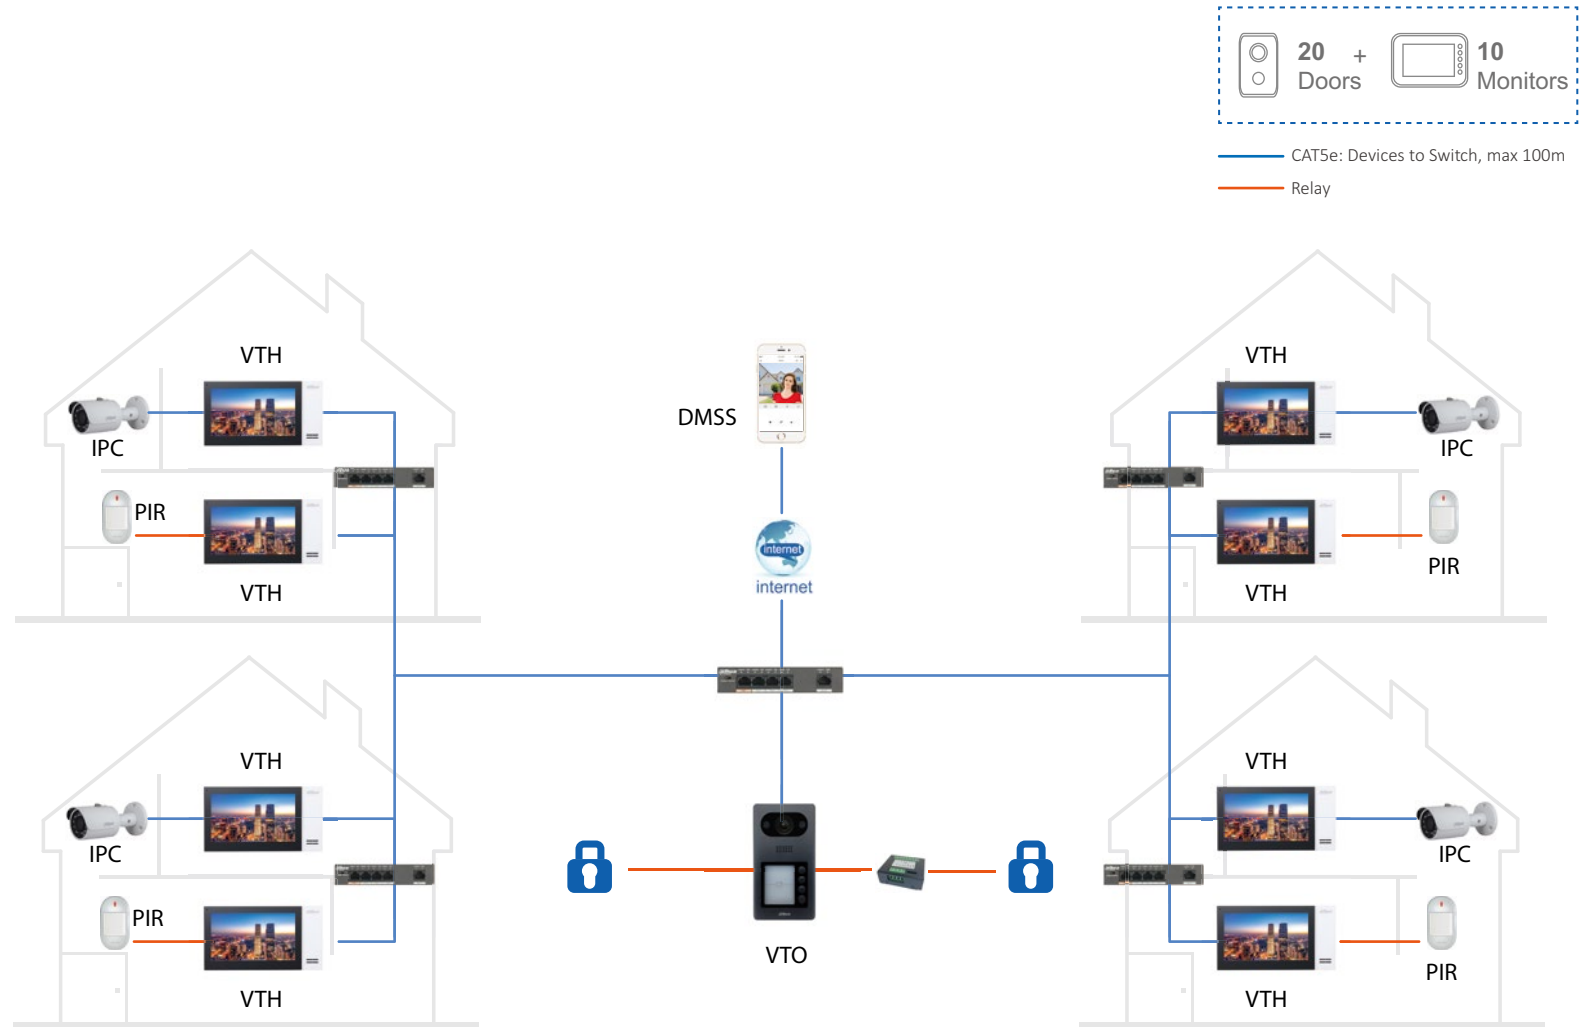 20 + 10
Doors Monitors
CAT5e: Devices to Switch, max 100m
Relay
VTH
IPC
PIR
VTH
DMSS
internet
internet
VTH
IPC
PIR
VTH
VTH
IPC
PIR
VTH
VTO
VTH
IPC
PIR
VTH